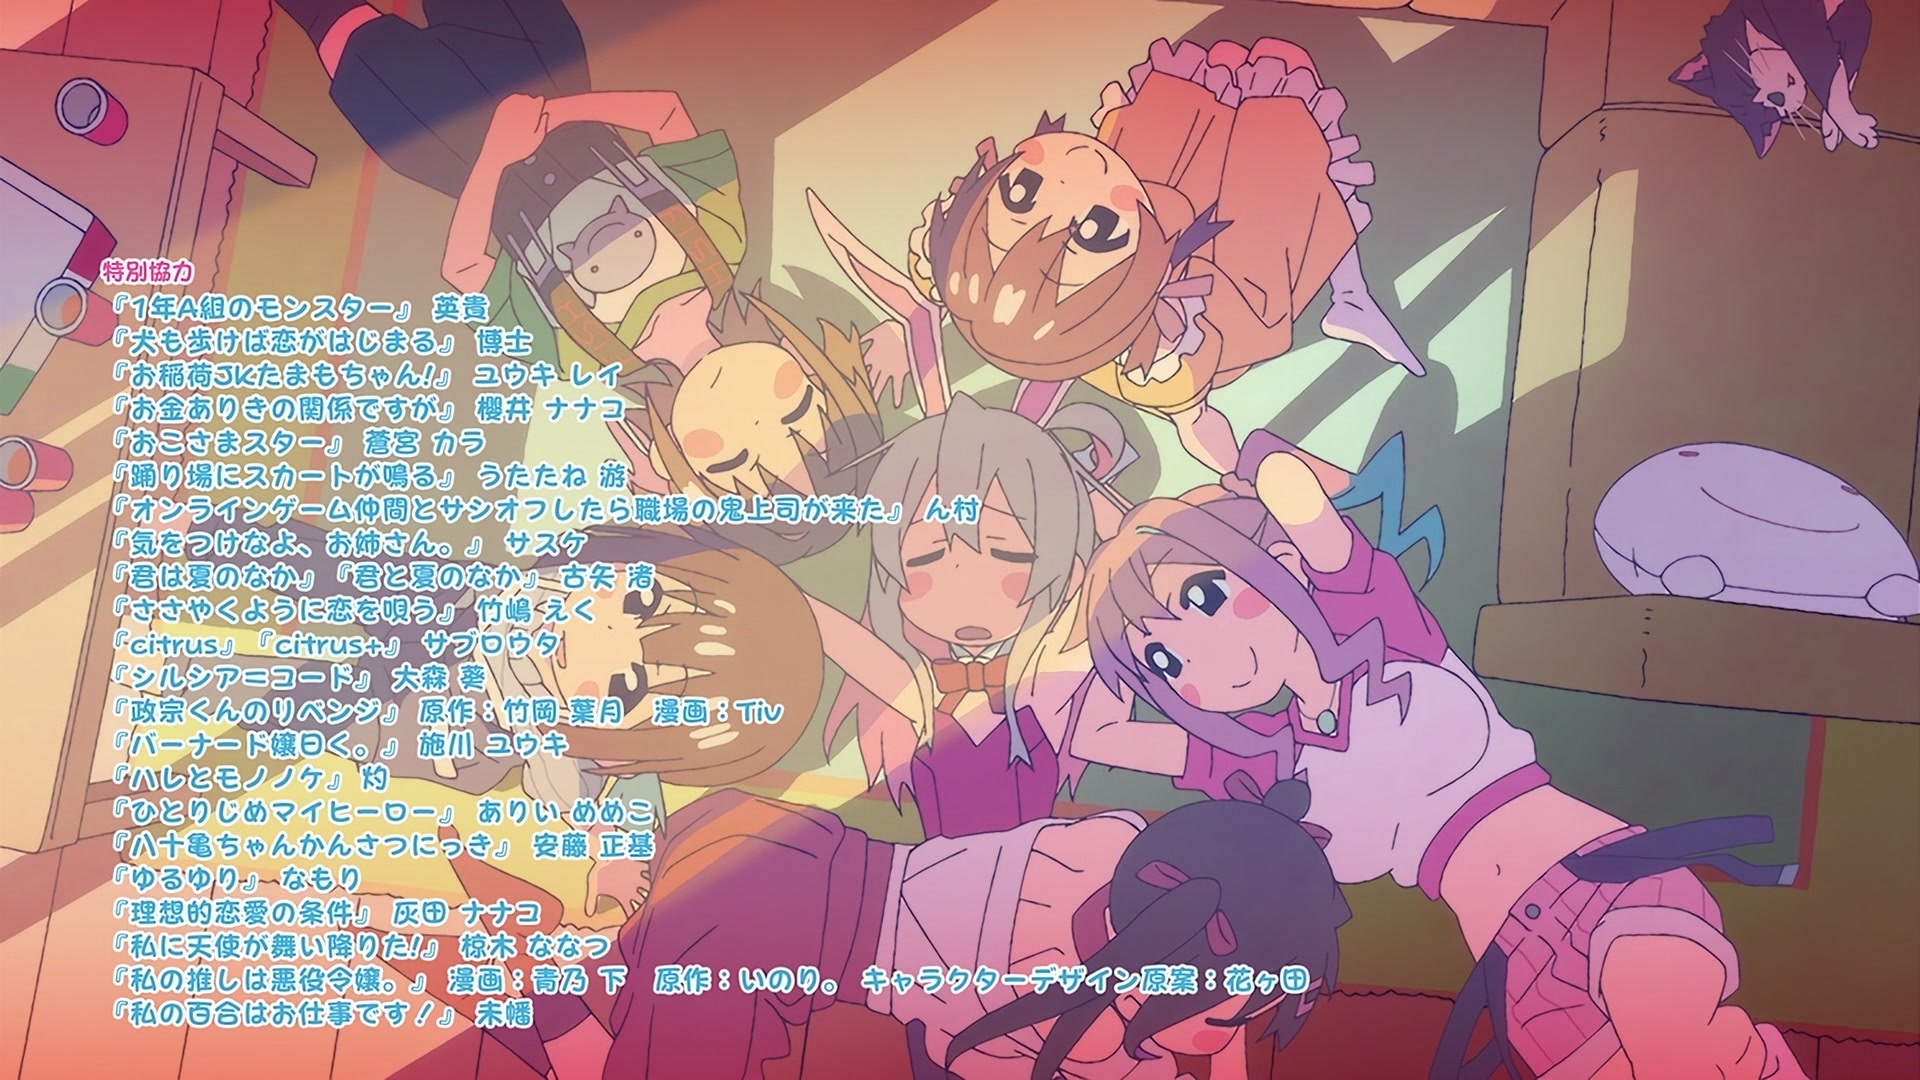 特別協力
『1年A組のモンスター』 英貴
『犬も歩けば恋がはじまる』 博士
『お稲荷JKたまもちゃん!』 ユウキ レイ
『お金ありきの関係ですが』 櫻井 ナナコ
『おこさまスター』 蒼宮 カラ
『踊り場にスカートが鳴る』 うたたね 游
『オンラインゲーム仲間とサシオフしたら職場の鬼上司が来た』 ん村
『気をつけなよ、お姉さん。』 サスケ
『君は夏のなか』『君と夏のなか』 古矢 渚
『ささやくように恋を唄う』 竹嶋 えく
『citrus』『citrus+』 サブロウタ
『シルシア=コード』 大森 葵
『政宗くんのリベンジ』 原作：竹岡 葉月　漫画：Tiv
『バーナード嬢曰く。』 施川 ユウキ
『ハレとモノノケ』 灼
『ひとりじめマイヒーロー』 ありい めめこ
『八十亀ちゃんかんさつにっき』 安藤 正基
『ゆるゆり』 なもり
『理想的恋愛の条件』 灰田 ナナコ
『私に天使が舞い降りた!』 椋木 ななつ
『私の推しは悪役令嬢。』 漫画：青乃 下　原作：いのり。 キャラクターデザイン原案：花ヶ田
『私の百合はお仕事です！』 未幡
FISH
FISH